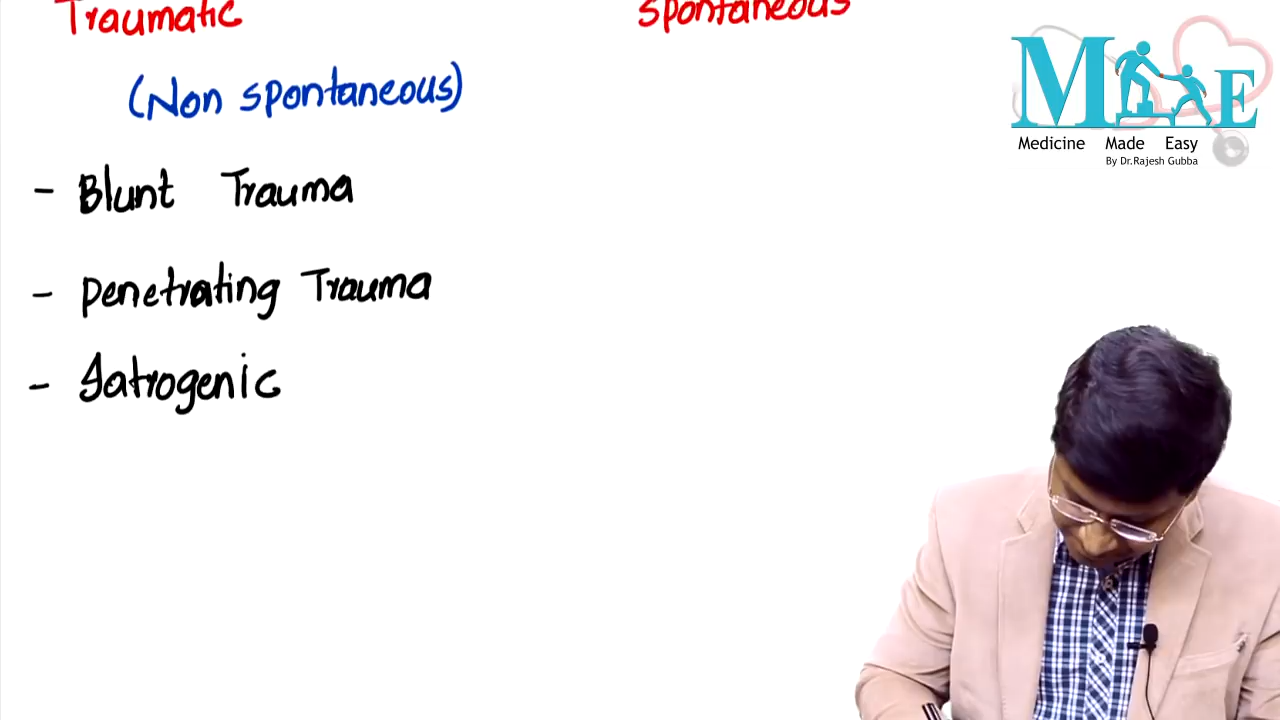 Traumatic
spontaneous
(Non spontaneous)
- Blunt Trauma
- Penetrating Trauma
- Iatrogenic
M E
Medicine Made Easy
By Dr.Rajesh Gubba